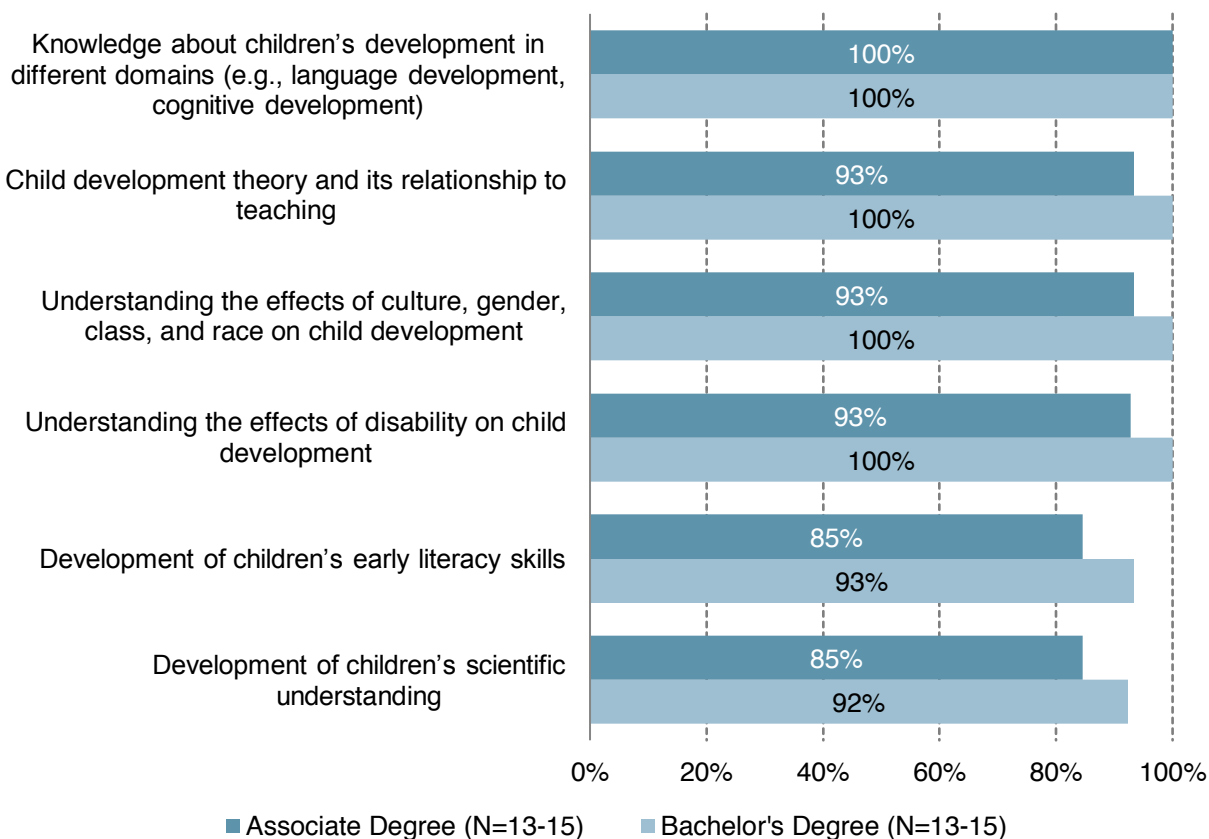 Knowledge about children’s development in
different domains (e.g., language development,
cognitive development)
100%
100%
Child development theory and its relationship to
teaching
93%
100%
Understanding the effects of culture, gender,
class, and race on child development
93%
100%
Understanding the effects of disability on child
development
93%
100%
Development of children’s early literacy skills
85%
93%
Development of children’s scientific
understanding
85%
92%
0% 20% 40% 60% 80% 100%
Associate Degree (N=13-15) Bachelor's Degree (N=13-15)